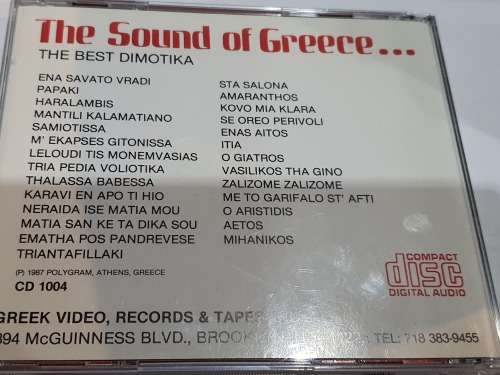 The Sound of Greece...
THE BEST DIMOTIKA
ENA SAVATO VRADI
PAPAKI
HARALAMBIS
MANTILI KALAMATIANO
SAMIOTISSA
M' EKAPSES GITONISSA
LELOUDI TIS MONEMVASIAS
TRIA PEDIA VOLIOTIKA
THALASSA BABESSA
KARAVI EN APO TI HIO
NERAIDA ISE MATIA MOU
MATIA SAN KE TA DIKA SOU
EMATHA POS PANDREVESE
TRIANTAFILLAKI
STA SALONA
AMARANTHOS
KOVO MIA KLARA
SE OREO PERIVOLI
ENAS AITOS
ITIA
O GIATROS
VASILIKOS THA GINO
ZALIZOME ZALIZOME
ME TO GARIFALO ST' AFTI
O ARISTIDIS
AETOS
MIHANIKOS
(P) 1987 POLYGRAM, ATHENS, GREECE
CD 1004
COMPACT
disc
DIGITAL AUDIO
GREEK VIDEO, RECORDS & TAPES
394 McGUINNESS BLVD., TEL: 718 383-9455